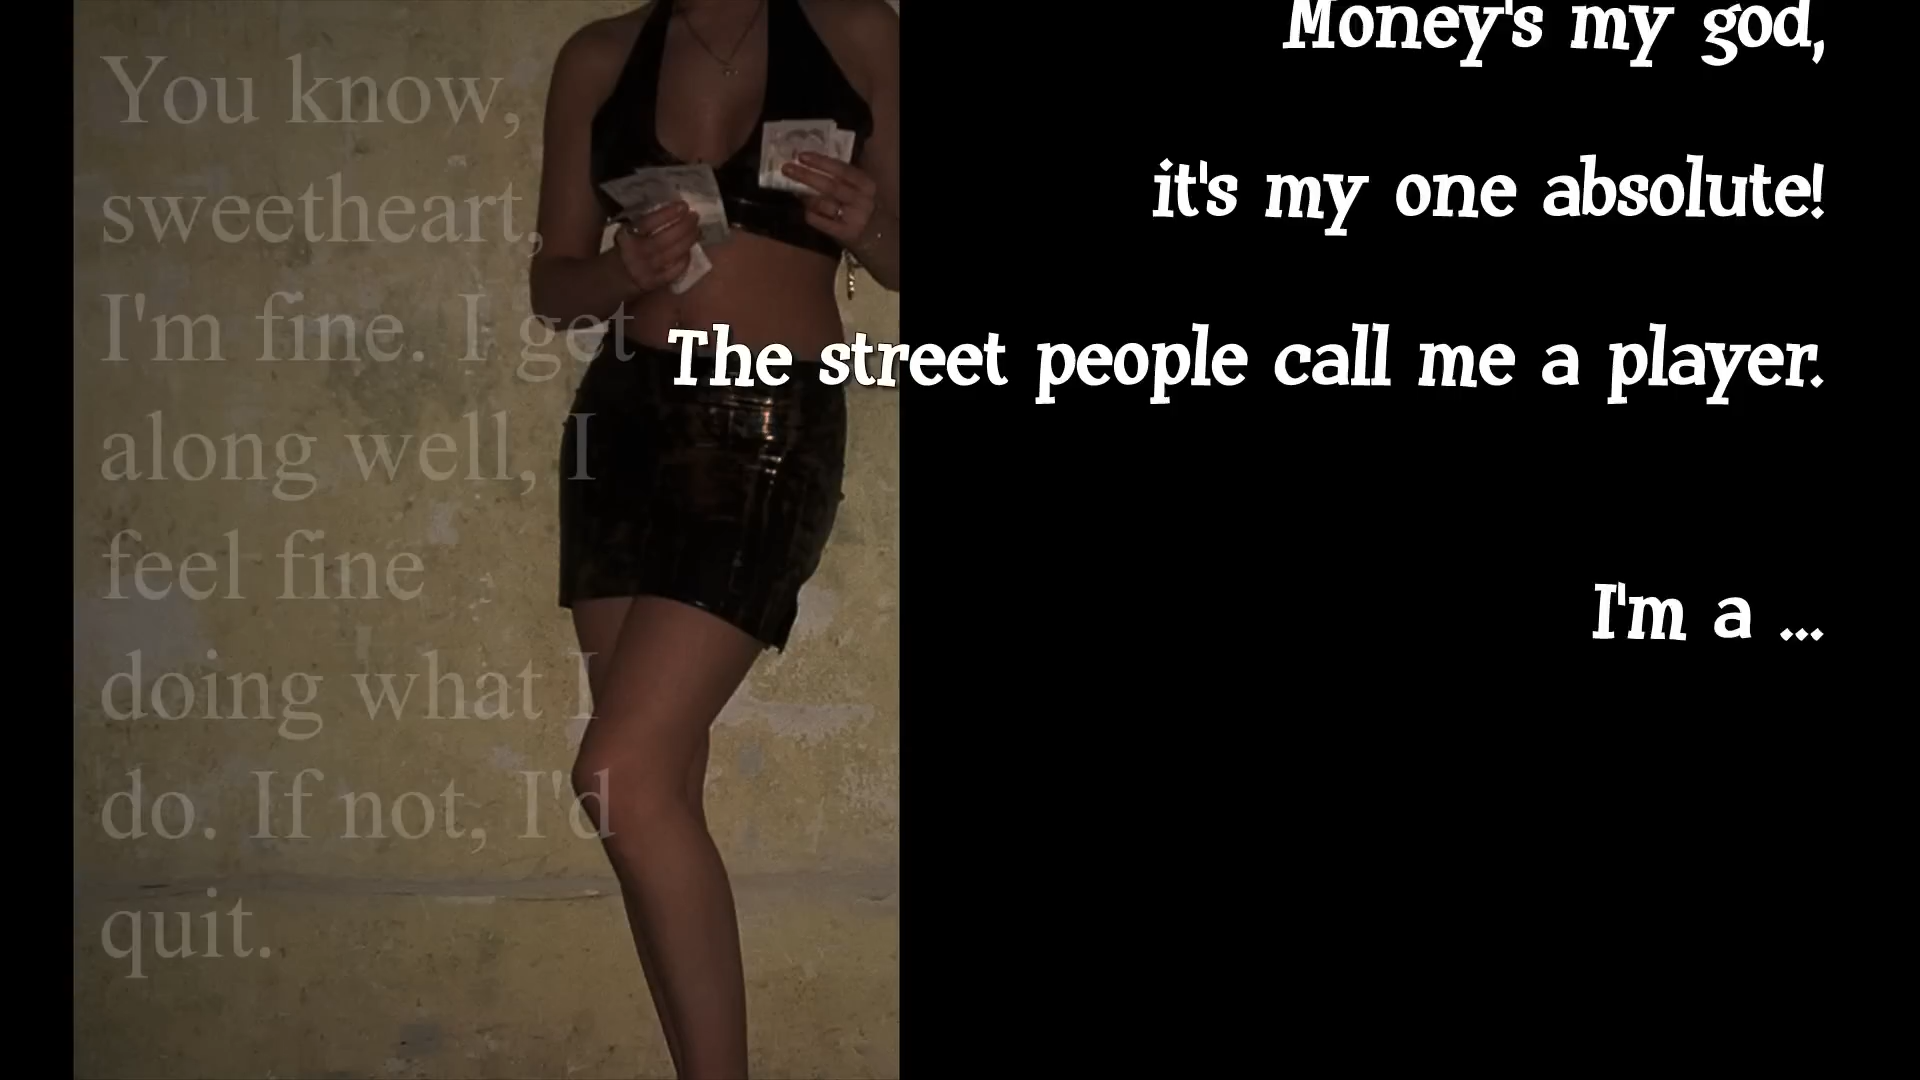 You know,
sweetheart,
I'm fine. I get
along well, I
feel fine
doing what I
do. If not, I'd
quit.
Money's my god,
it's my one absolute!
The street people call me a player.
I'm a ...